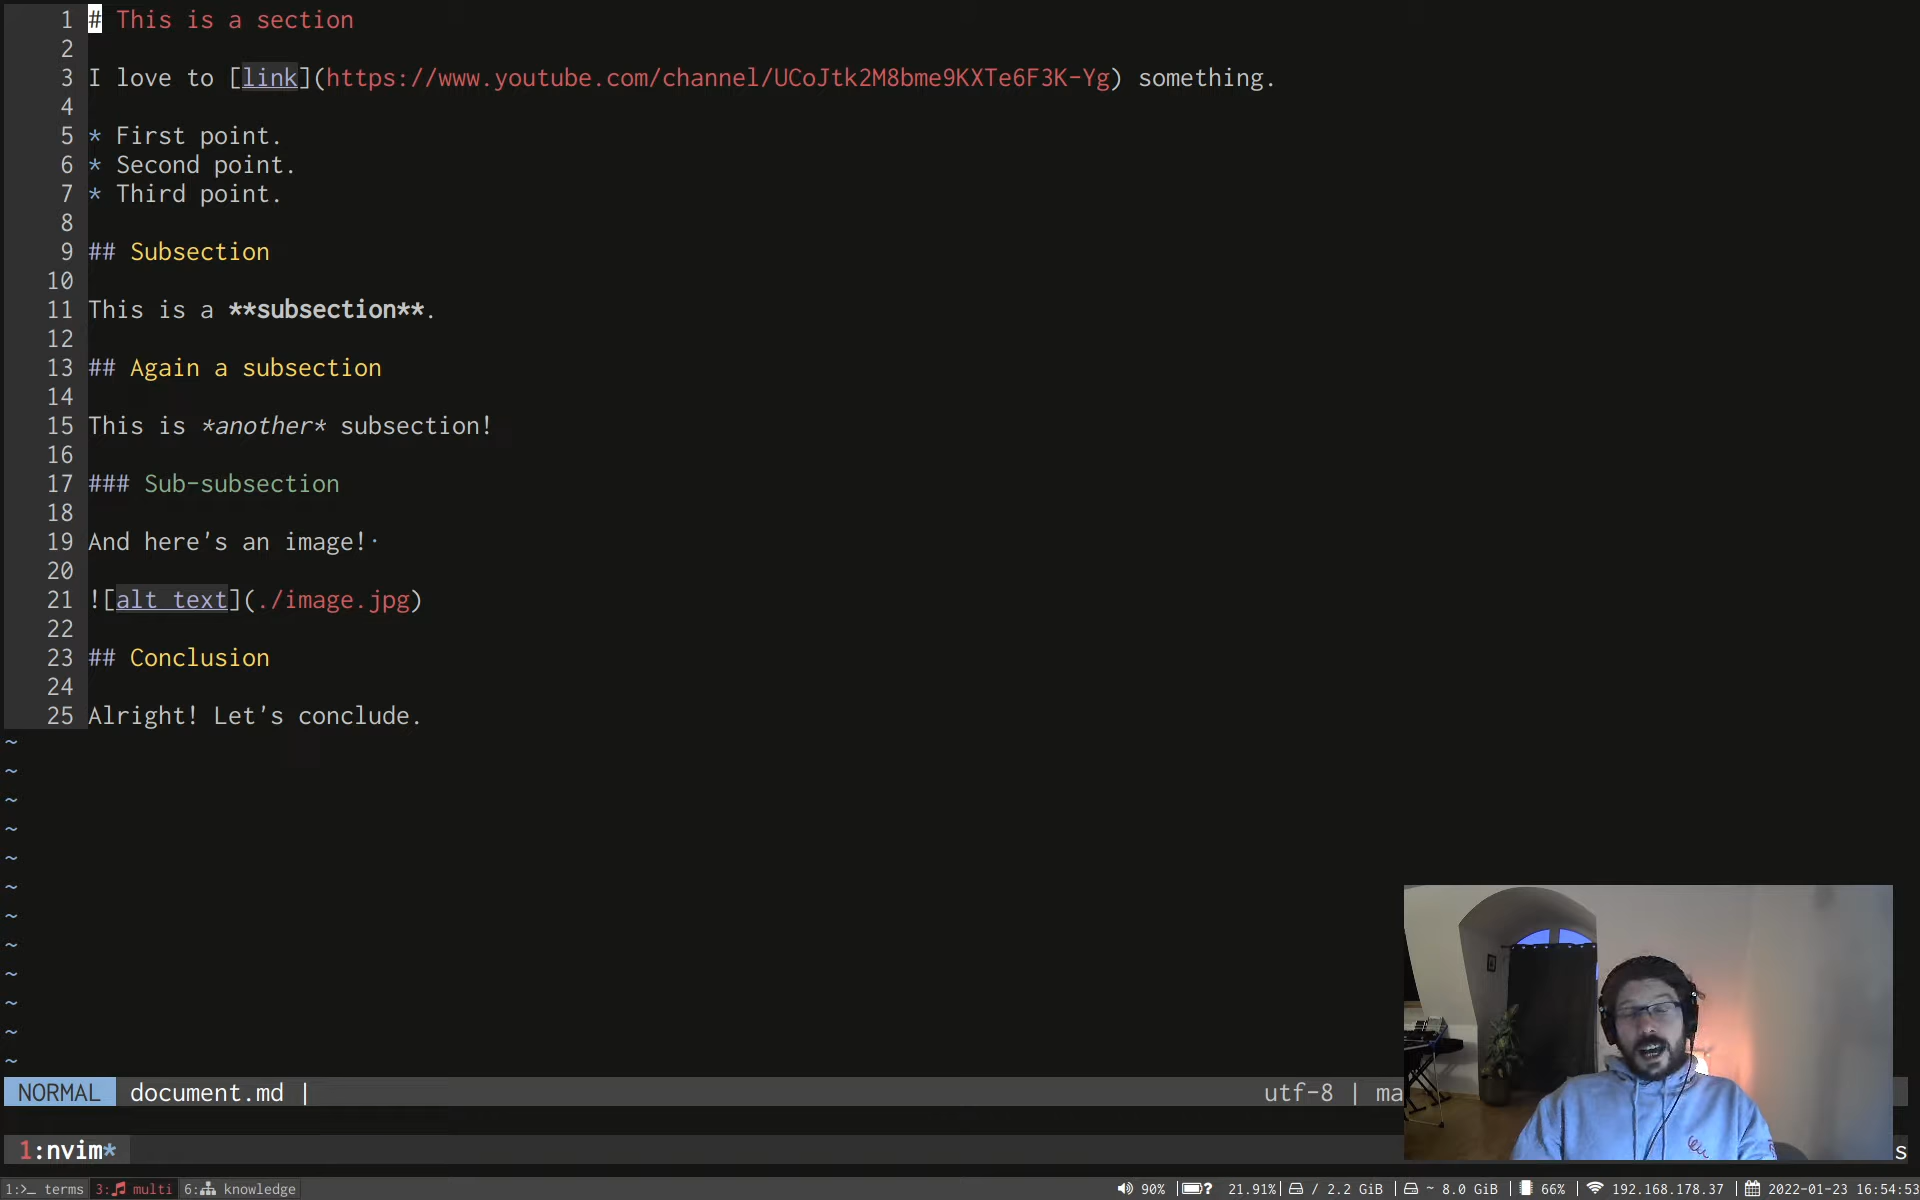 1 # This is a section
2
3 I love to [link](https://www.youtube.com/channel/UCoJtk2M8bme9KXTe6F3K-Yg) something.
4
5 * First point.
6 * Second point.
7 * Third point.
8
9 ## Subsection
10
11 This is a **subsection**.
12
13 ## Again a subsection
14
15 This is *another* subsection!
16
17 ### Sub-subsection
18
19 And here's an image!·
20
21 ![alt text](./image.jpg)
22
23 ## Conclusion
24
25 Alright! Let's conclude.
~
~
~
~
~
~
~
~
~
~
~
~
NORMAL document.md | utf-8 | ma
1:nvim* s
1:>_ terms 3: multi 6: knowledge 90% | ? 21.91% | / 2.2 GiB | ~ 8.0 GiB | 66% | 192.168.178.37 | 2022-01-23 16:54:53